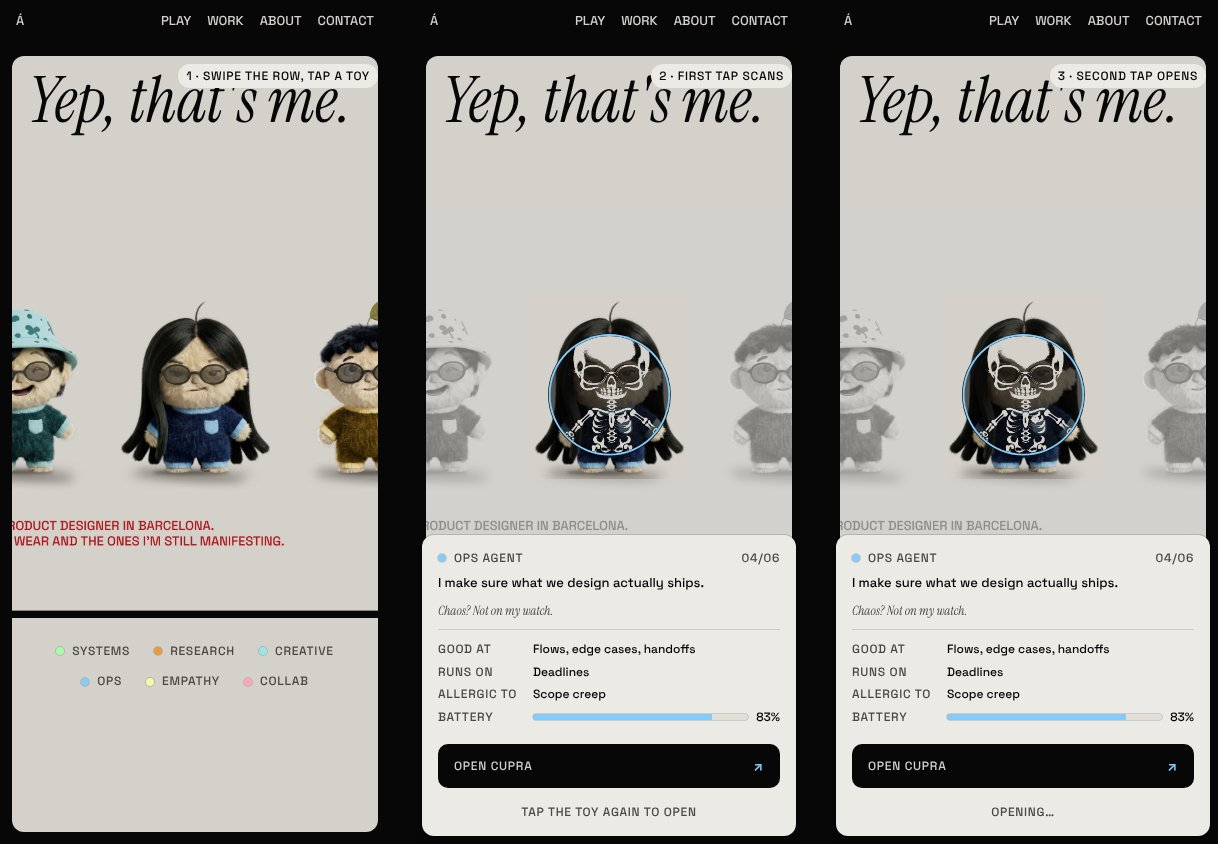 Á PLAY WORK ABOUT CONTACT
1 · SWIPE THE ROW, TAP A TOY
Yep, that's me.
RODUCT DESIGNER IN BARCELONA.
WEAR AND THE ONES I'M STILL MANIFESTING.
SYSTEMS RESEARCH CREATIVE
OPS EMPATHY COLLAB
Á PLAY WORK ABOUT CONTACT
2 · FIRST TAP SCANS
Yep, that's me.
RODUCT DESIGNER IN BARCELONA.
OPS AGENT 04/06
I make sure what we design actually ships.
Chaos? Not on my watch.
GOOD AT Flows, edge cases, handoffs
RUNS ON Deadlines
ALLERGIC TO Scope creep
BATTERY 83%
OPEN CUPRA
TAP THE TOY AGAIN TO OPEN
Á PLAY WORK ABOUT CONTACT
3 · SECOND TAP OPENS
Yep, that's me.
RODUCT DESIGNER IN BARCELONA.
OPS AGENT 04/06
I make sure what we design actually ships.
Chaos? Not on my watch.
GOOD AT Flows, edge cases, handoffs
RUNS ON Deadlines
ALLERGIC TO Scope creep
BATTERY 83%
OPEN CUPRA
OPENING…